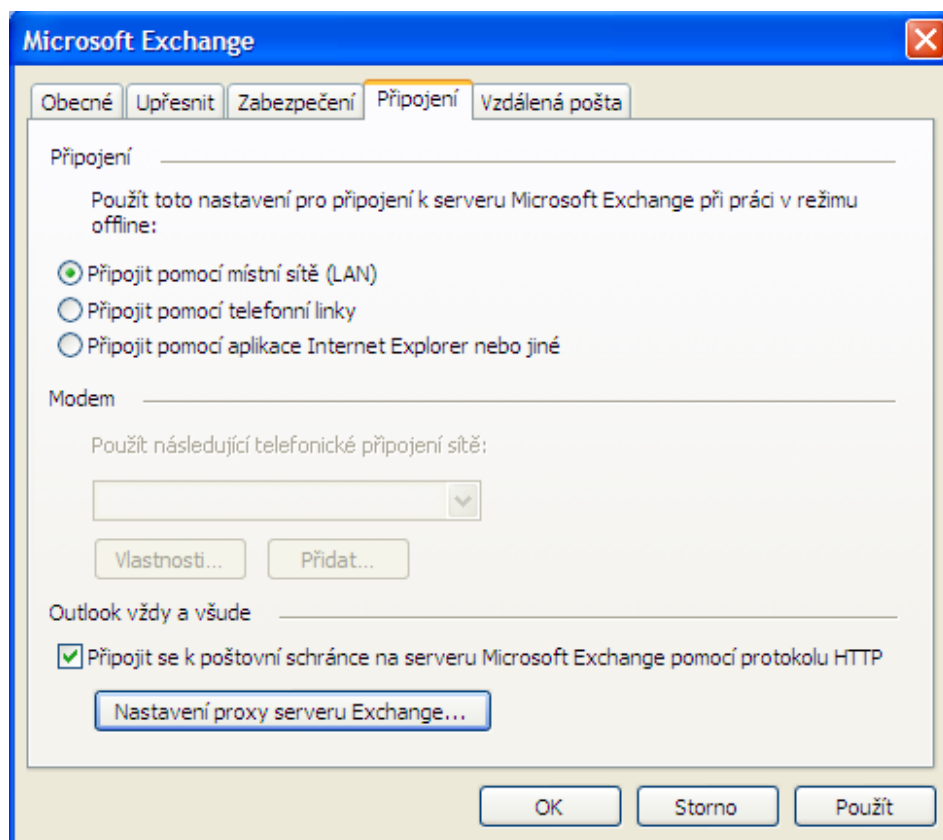 Microsoft Exchange
Obecné Upřesnit Zabezpečení Připojení Vzdálená pošta
Připojení
Použít toto nastavení pro připojení k serveru Microsoft Exchange při práci v režimu
offline:
Připojit pomocí místní sítě (LAN)
Připojit pomocí telefonní linky
Připojit pomocí aplikace Internet Explorer nebo jiné
Modem
Použít následující telefonické připojení sítě:
Vlastnosti...
Přidat...
Outlook vždy a všude
Připojit se k poštovní schránce na serveru Microsoft Exchange pomocí protokolu HTTP
Nastavení proxy serveru Exchange...
OK
Storno
Použít